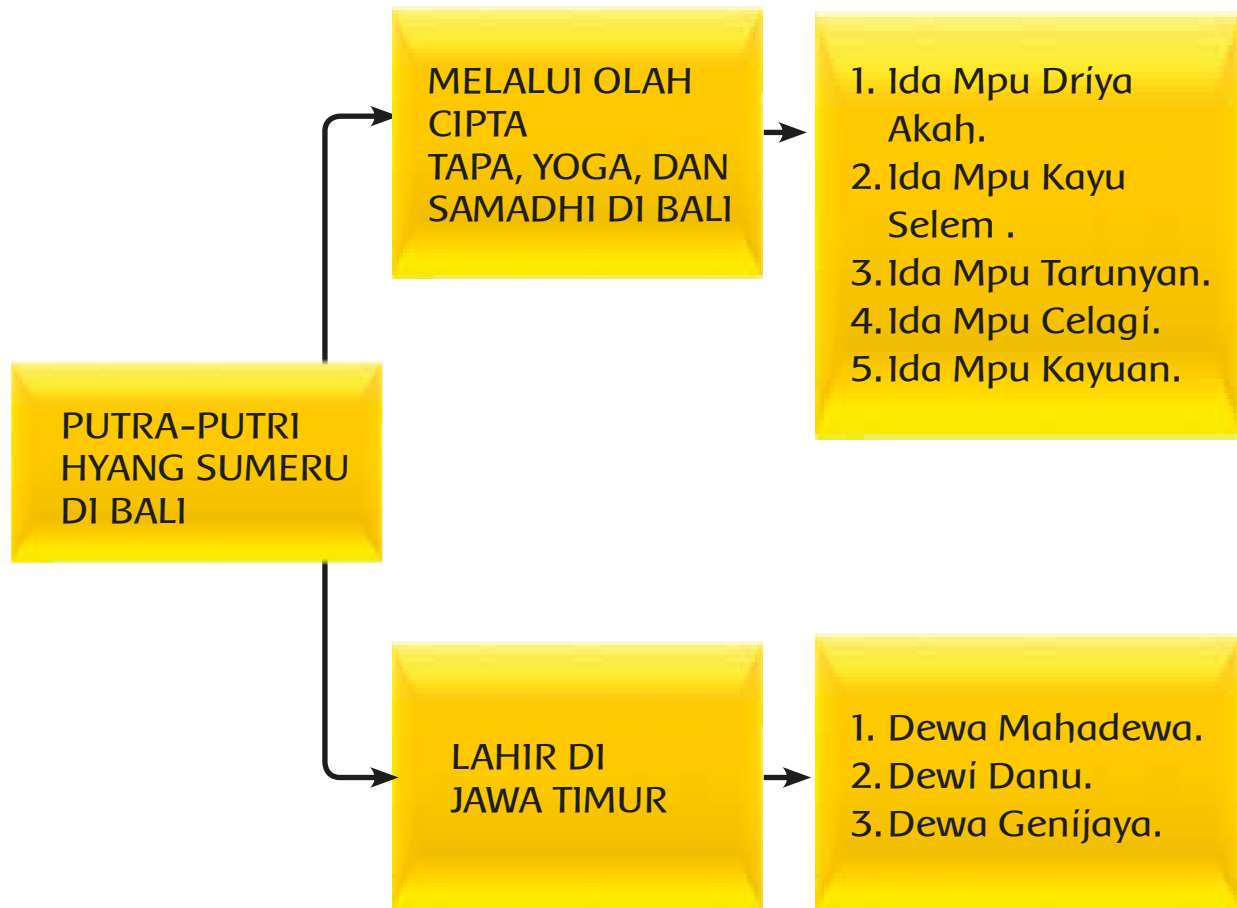 MELALUI OLAH
CIPTA
TAPA, YOGA, DAN
SAMADHI DI BALI
1. Ida Mpu Driya
Akah.
2. Ida Mpu Kayu
Selem .
3. Ida Mpu Tarunyan.
4. Ida Mpu Celagi.
5. Ida Mpu Kayuan.
PUTRA-PUTRI
HYANG SUMERU
DI BALI
LAHIR DI
JAWA TIMUR
1. Dewa Mahadewa.
2. Dewi Danu.
3. Dewa Genijaya.